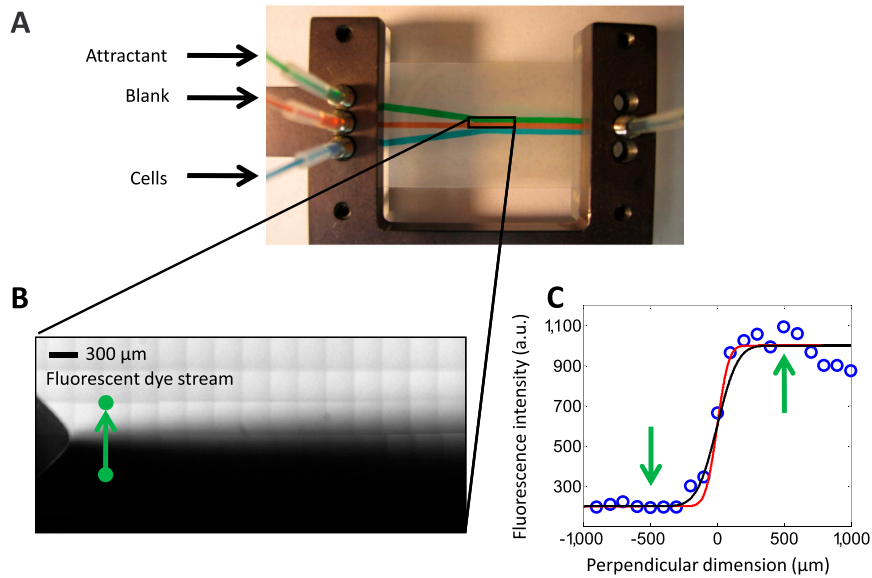 A
Attractant
Blank
Cells
B
300 μm
Fluorescent dye stream
C
Fluorescence intensity (a.u.)
1,100
900
700
500
300
-1,000
-500
0
500
1,000
Perpendicular dimension (μm)